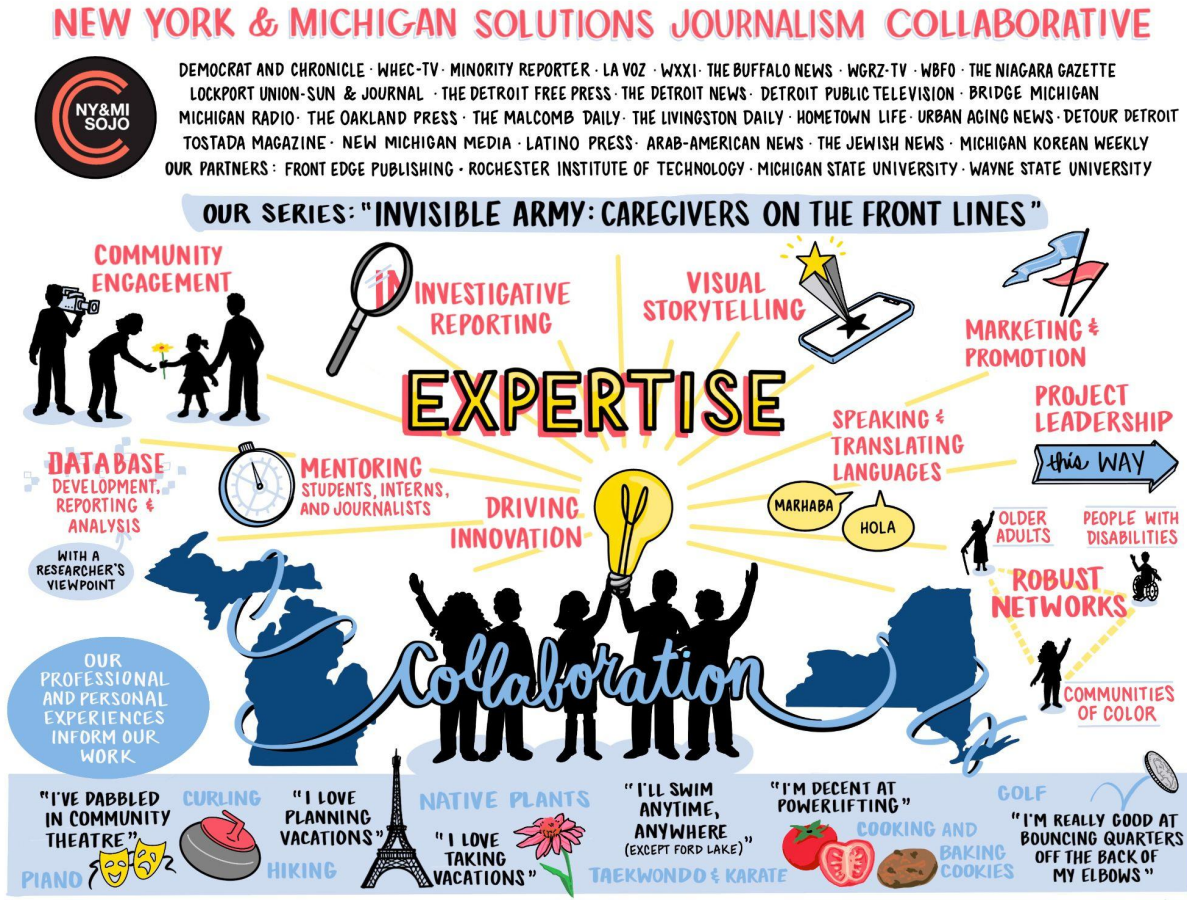 NEW YORK & MICHIGAN SOLUTIONS JOURNALISM COLLABORATIVE
NY&MI
SOJO
DEMOCRAT AND CHRONICLE · WHEC-TV · MINORITY REPORTER · LA VOZ · WXXI · THE BUFFALO NEWS · WGRZ-TV · WBFO · THE NIAGARA GAZETTE
LOCKPORT UNION-SUN & JOURNAL · THE DETROIT FREE PRESS · THE DETROIT NEWS · DETROIT PUBLIC TELEVISION · BRIDGE MICHIGAN
MICHIGAN RADIO · THE OAKLAND PRESS · THE MALCOMB DAILY · THE LIVINGSTON DAILY · HOMETOWN LIFE · URBAN AGING NEWS · DETOUR DETROIT
TOSTADA MAGAZINE · NEW MICHIGAN MEDIA · LATINO PRESS · ARAB-AMERICAN NEWS · THE JEWISH NEWS · MICHIGAN KOREAN WEEKLY
OUR PARTNERS: FRONT EDGE PUBLISHING · ROCHESTER INSTITUTE OF TECHNOLOGY · MICHIGAN STATE UNIVERSITY · WAYNE STATE UNIVERSITY
OUR SERIES: "INVISIBLE ARMY: CAREGIVERS ON THE FRONT LINES"
COMMUNITY
ENGAGEMENT
IN INVESTIGATIVE
REPORTING
VISUAL
STORYTELLING
MARKETING &
PROMOTION
EXPERTISE
PROJECT
LEADERSHIP
this WAY
SPEAKING &
TRANSLATING
LANGUAGES
MARHABA
HOLA
DATABASE
DEVELOPMENT,
REPORTING &
ANALYSIS
WITH A
RESEARCHER'S
VIEWPOINT
MENTORING
STUDENTS, INTERNS,
AND JOURNALISTS
DRIVING
INNOVATION
OLDER
ADULTS
PEOPLE WITH
DISABILITIES
ROBUST
NETWORKS
COMMUNITIES
OF COLOR
Collaboration
OUR
PROFESSIONAL
AND PERSONAL
EXPERIENCES
INFORM OUR
WORK
"I'VE DABBLED
IN COMMUNITY
THEATRE"
PIANO
CURLING
HIKING
"I LOVE
PLANNING
VACATIONS"
NATIVE PLANTS
"I LOVE
TAKING
VACATIONS"
"I'LL SWIM
ANYTIME,
ANYWHERE
(EXCEPT FORD LAKE)"
TAEKWONDO & KARATE
"I'M DECENT AT
POWERLIFTING"
COOKING AND
BAKING
COOKIES
GOLF
"I'M REALLY GOOD AT
BOUNCING QUARTERS
OFF THE BACK OF
MY ELBOWS"